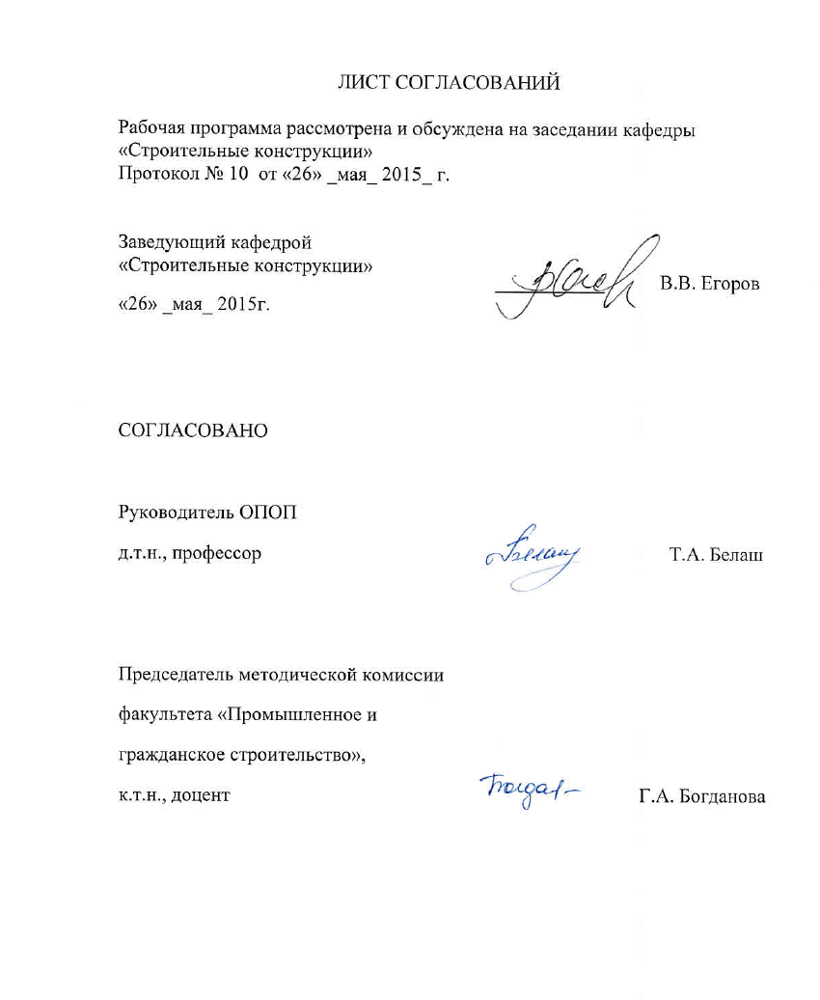 ЛИСТ СОГЛАСОВАНИЙ
Рабочая программа рассмотрена и обсуждена на заседании кафедры
«Строительные конструкции»
Протокол № 10 от «26» _мая_ 2015_ г.
Заведующий кафедрой
«Строительные конструкции»
В.В. Егоров
«26» _мая_ 2015г.
СОГЛАСОВАНО
Руководитель ОПОП
д.т.н., профессор Белаш Т.А. Белаш
Председатель методической комиссии
факультета «Промышленное и
гражданское строительство»,
к.т.н., доцент Г.А. Богданова